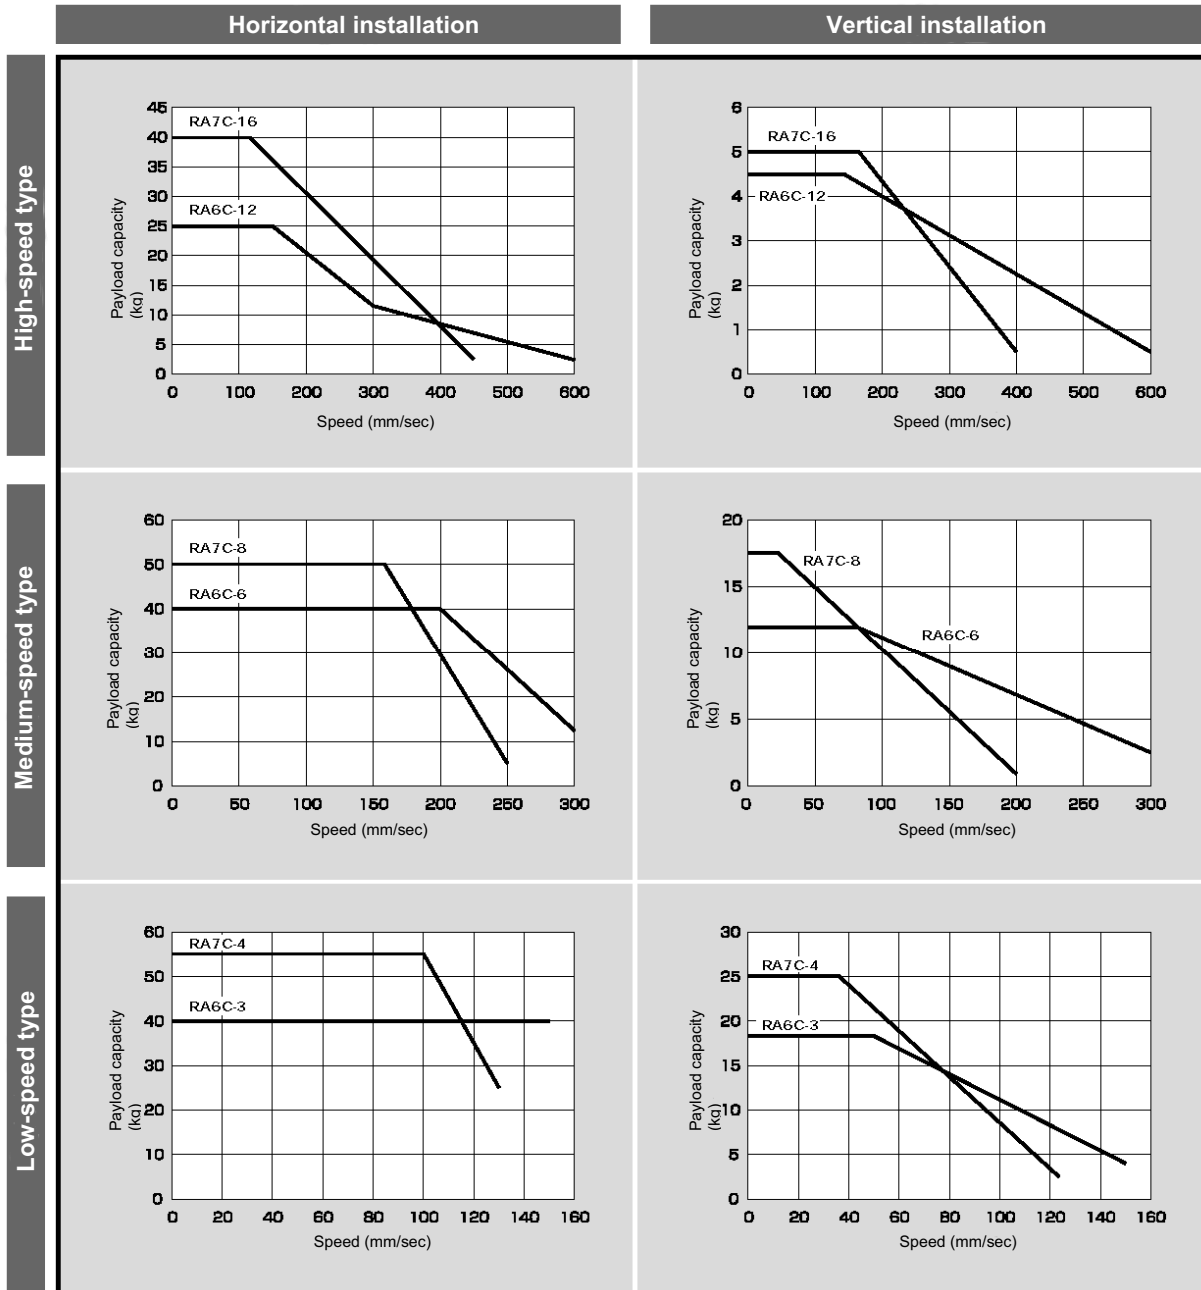 Horizontal installation
Vertical installation
High-speed type
Payload capacity
(kg)
45
40
35
30
25
20
15
10
5
0
RA7C-16
RA6C-12
0 100 200 300 400 500 600
Speed (mm/sec)
Payload capacity
(kg)
6
5
4
3
2
1
0
RA7C-16
RA6C-12
0 100 200 300 400 500 600
Speed (mm/sec)
Medium-speed type
Payload capacity
(kg)
60
50
40
30
20
10
0
RA7C-8
RA6C-6
0 50 100 150 200 250 300
Speed (mm/sec)
Payload capacity
(kg)
20
15
10
5
0
RA7C-8
RA6C-6
0 50 100 150 200 250 300
Speed (mm/sec)
Low-speed type
Payload capacity
(kg)
60
50
40
30
20
10
0
RA7C-4
RA6C-3
0 20 40 60 80 100 120 140 160
Speed (mm/sec)
Payload capacity
(kg)
30
25
20
15
10
5
0
RA7C-4
RA6C-3
0 20 40 60 80 100 120 140 160
Speed (mm/sec)